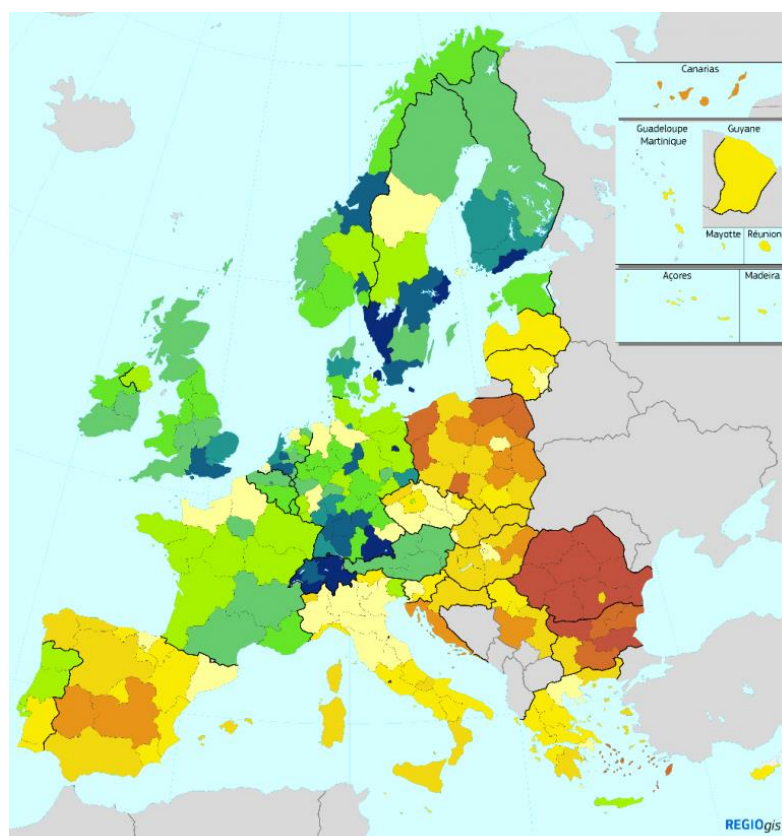 Canarias
Guadeloupe
Martinique
Guyane
Mayotte
Réunion
Açores
Madeira
REGIOgis